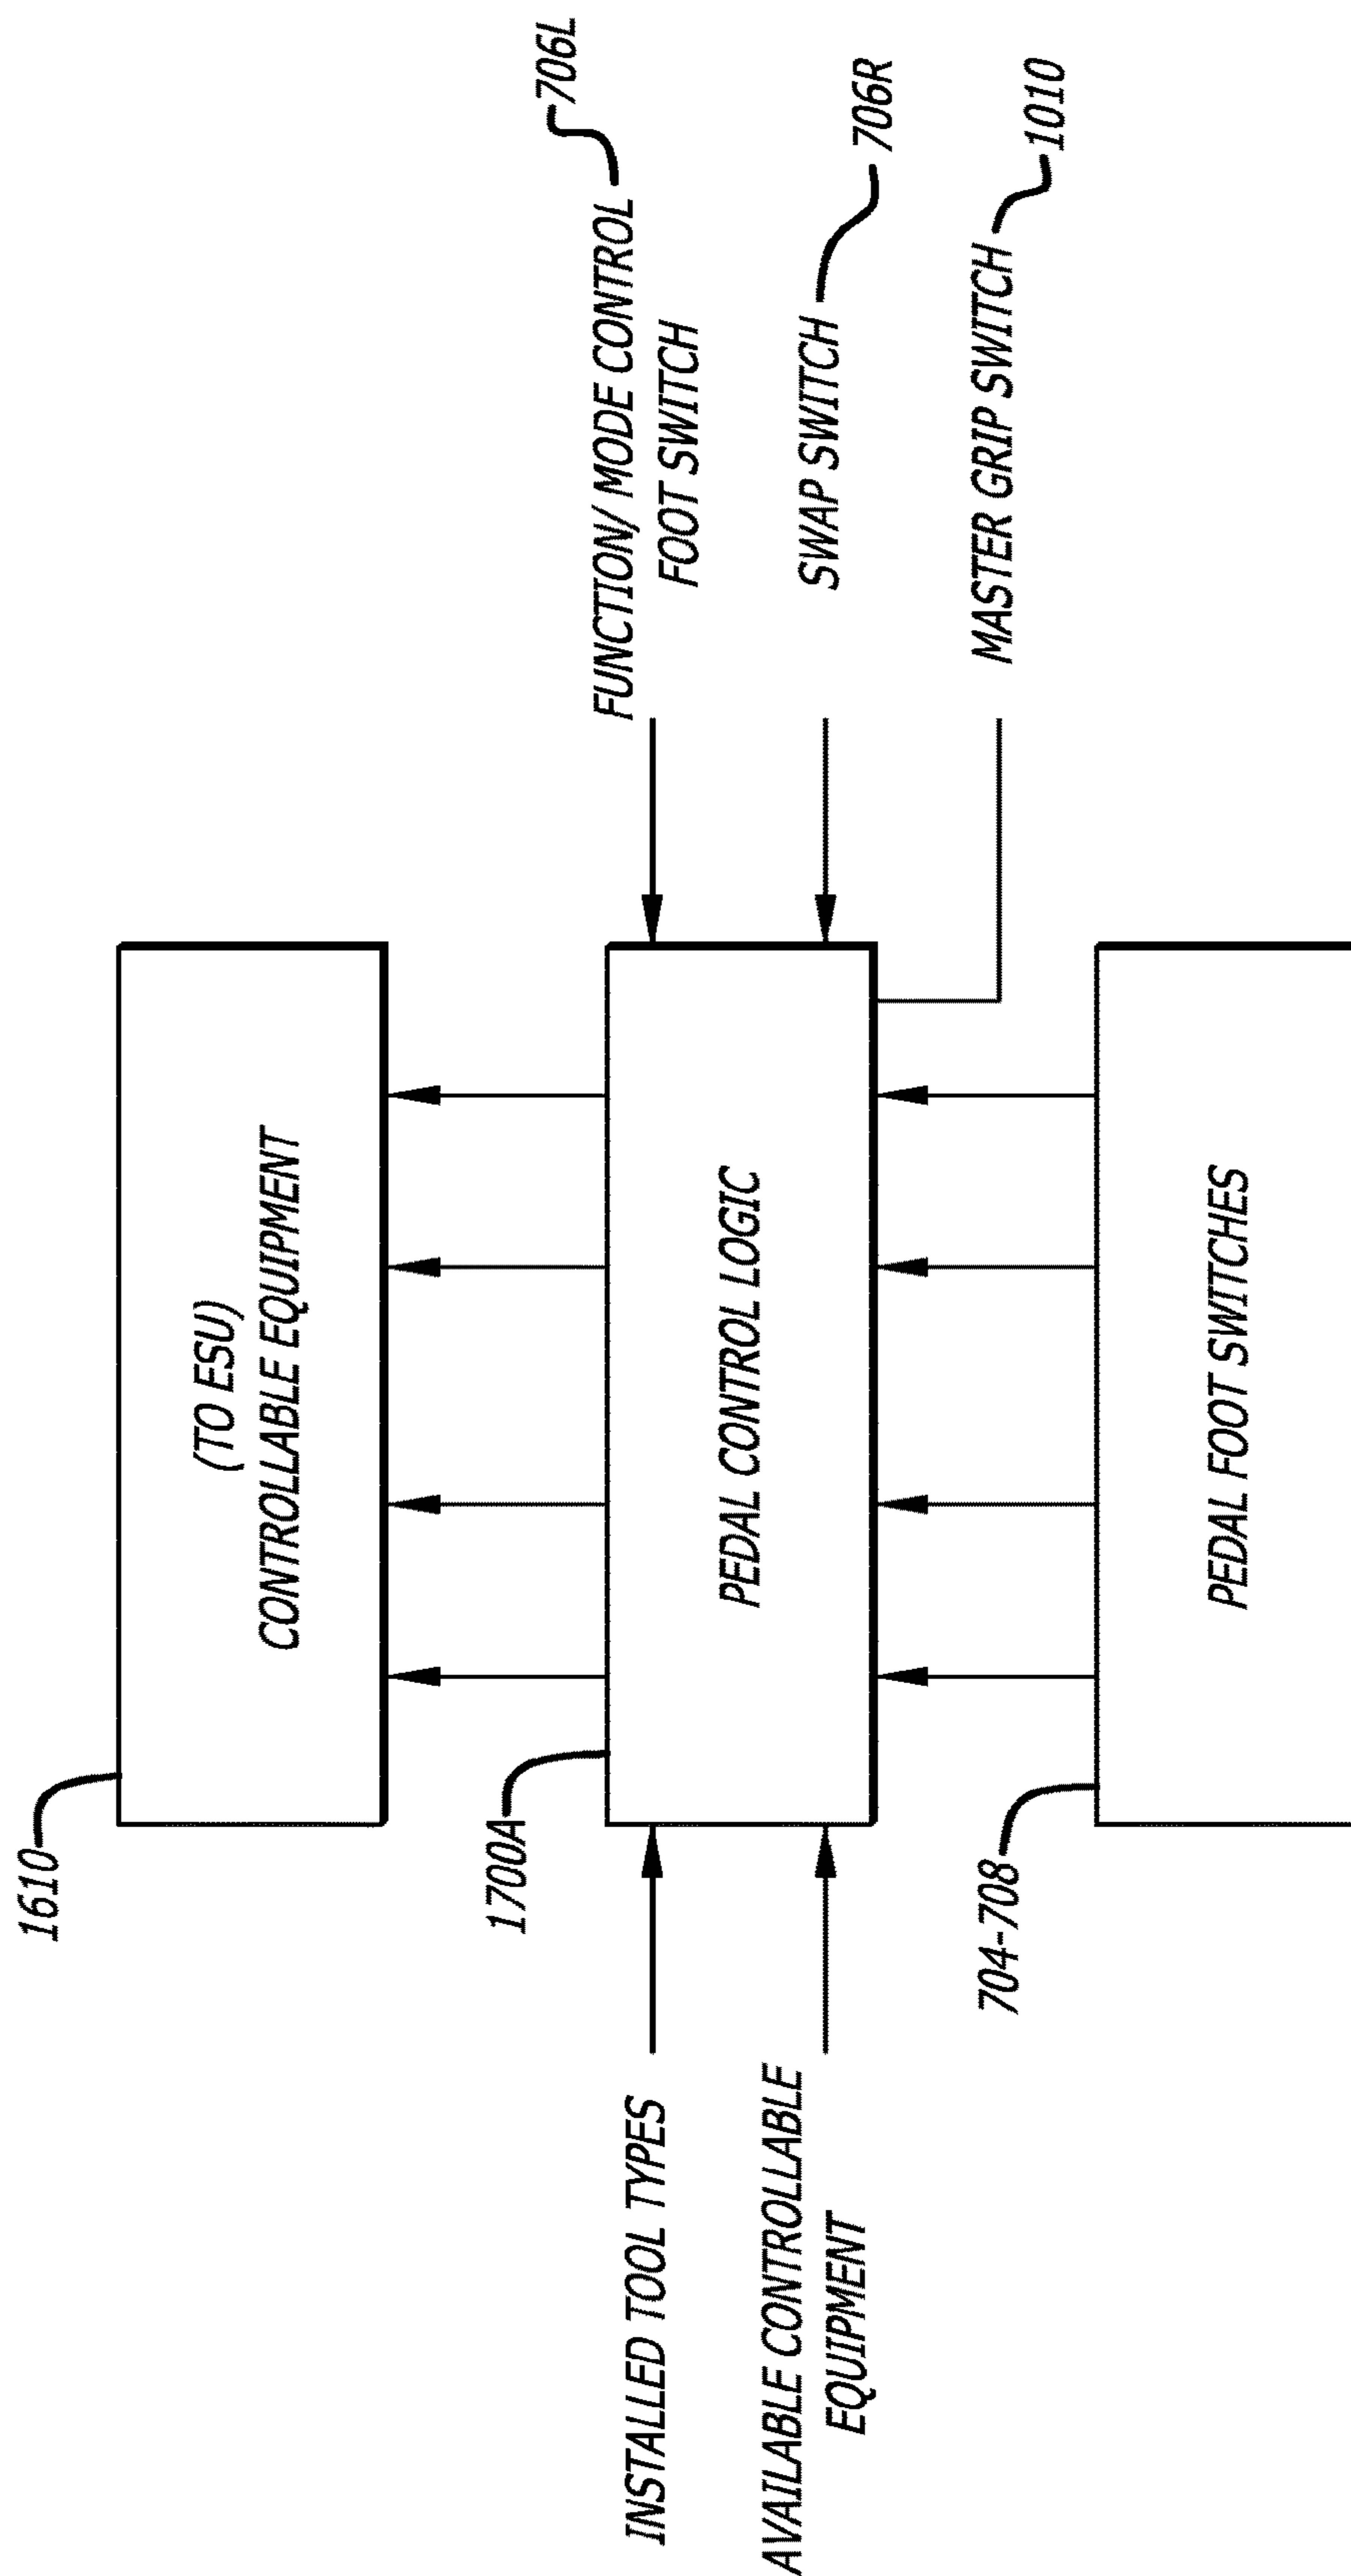 1610
(TO ESU)
CONTROLLABLE EQUIPMENT
706L
FUNCTION/ MODE CONTROL
FOOT SWITCH
1700A
INSTALLED TOOL TYPES
PEDAL CONTROL LOGIC
706R
SWAP SWITCH
AVAILABLE CONTROLLABLE
EQUIPMENT
MASTER GRIP SWITCH
1010
704-708
PEDAL FOOT SWITCHES